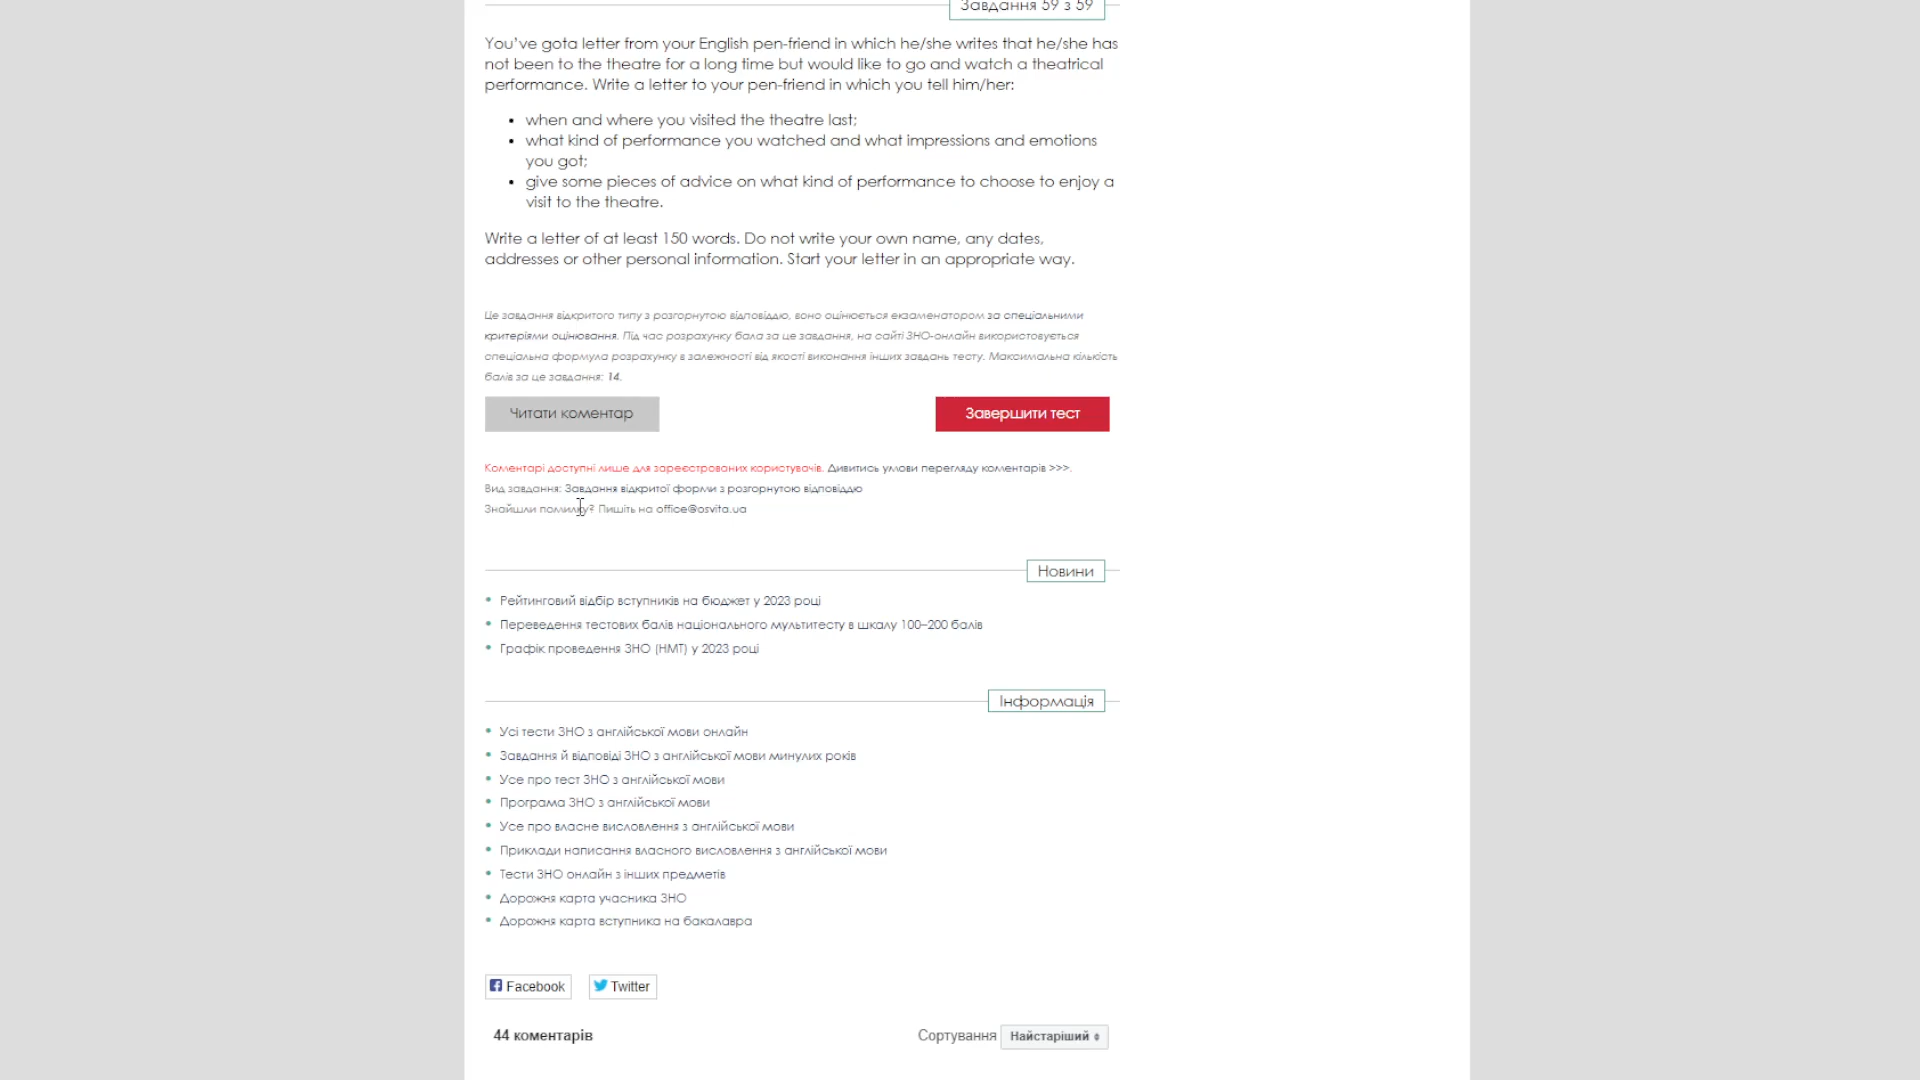 Завдання 59 з 59
You've gota letter from your English pen-friend in which he/she writes that he/she has
not been to the theatre for a long time but would like to go and watch a theatrical
performance. Write a letter to your pen-friend in which you tell him/her:
• when and where you visited the theatre last;
• what kind of performance you watched and what impressions and emotions
you got;
• give some pieces of advice on what kind of performance to choose to enjoy a
visit to the theatre.
Write a letter of at least 150 words. Do not write your own name, any dates,
addresses or other personal information. Start your letter in an appropriate way.
Це завдання відкритого типу з розгорнутою відповіддю, воно оцінюється екзаменатором за спеціальними
критеріями оцінювання. Під час розрахунку бала за це завдання, на сайті ЗНО-онлайн використовується
спеціальна формула розрахунку в залежності від якості виконання інших завдань тесту. Максимальна кількість
балів за це завдання: 14.
Читати коментар
Завершити тест
Коментарі доступні лише для зареєстрованих користувачів. Дивитись умови перегляду коментарів >>>.
Вид завдання: Завдання відкритої форми з розгорнутою відповіддю
Знайшли помилку? Пишіть на office@osvita.ua
Новини
• Рейтинговий відбір вступників на бюджет у 2023 році
• Переведення тестових балів національного мультитесту в шкалу 100–200 балів
• Графік проведення ЗНО (НМТ) у 2023 році
Інформація
• Усі тести ЗНО з англійської мови онлайн
• Завдання й відповіді ЗНО з англійської мови минулих років
• Усе про тест ЗНО з англійської мови
• Програма ЗНО з англійської мови
• Усе про власне висловлення з англійської мови
• Приклади написання власного висловлення з англійської мови
• Тести ЗНО онлайн з інших предметів
• Дорожня карта учасника ЗНО
• Дорожня карта вступника на бакалавра
Facebook Twitter
44 коментарів
Сортування Найстаріший